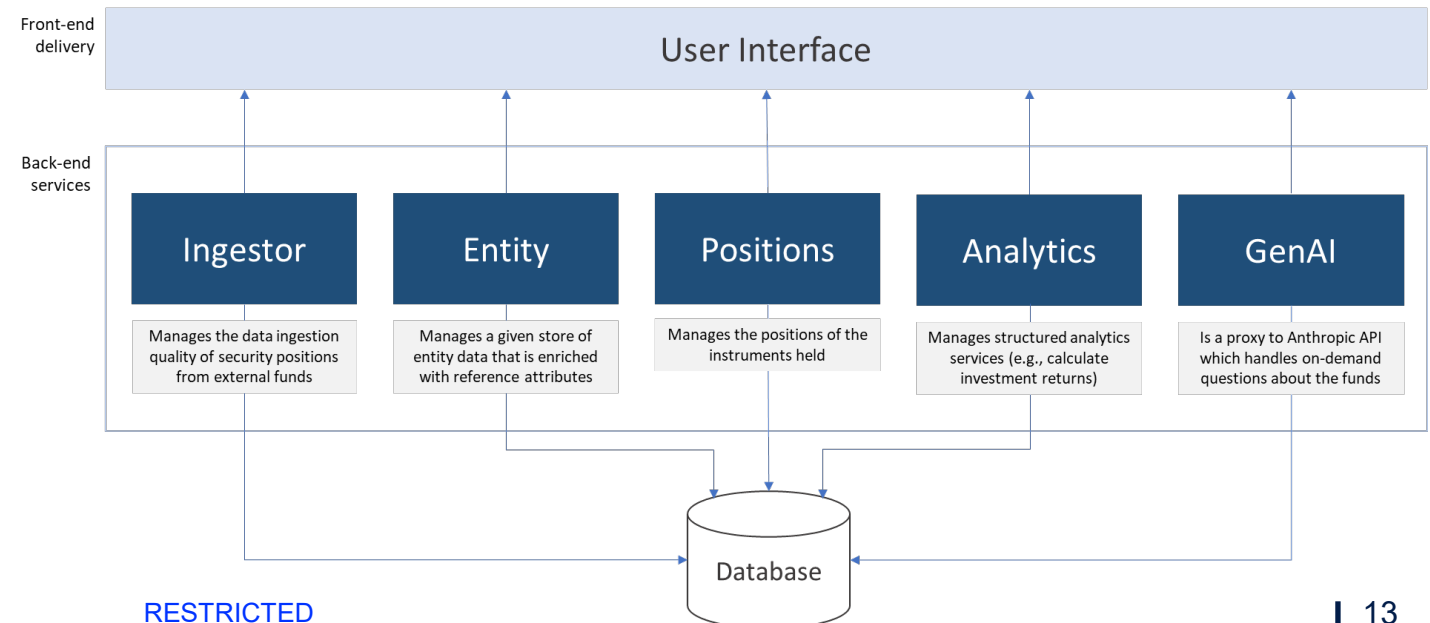 Front-end
delivery
User Interface
Back-end
services
Ingestor
Entity
Positions
Analytics
GenAI
Manages the data ingestion
quality of security positions
from external funds
Manages a given store of
entity data that is enriched
with reference attributes
Manages the positions of the
instruments held
Manages structured analytics
services (e.g., calculate
investment returns)
Is a proxy to Anthropic API
which handles on-demand
questions about the funds
Database
RESTRICTED
13